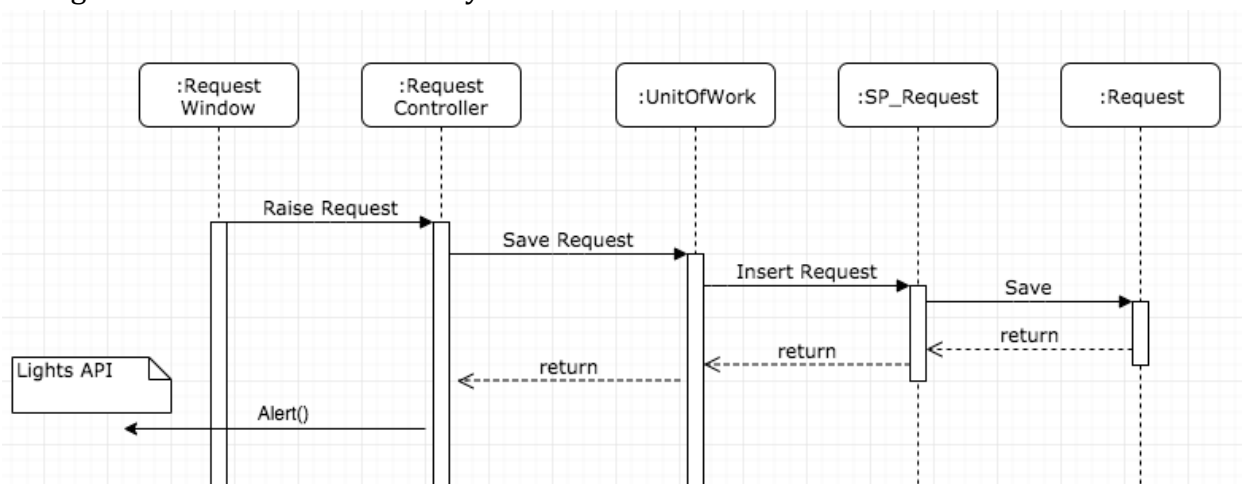 :Request
Window
:Request
Controller
:UnitOfWork
:SP_Request
:Request
Raise Request
Save Request
Insert Request
Save
return
return
return
Lights API
Alert()